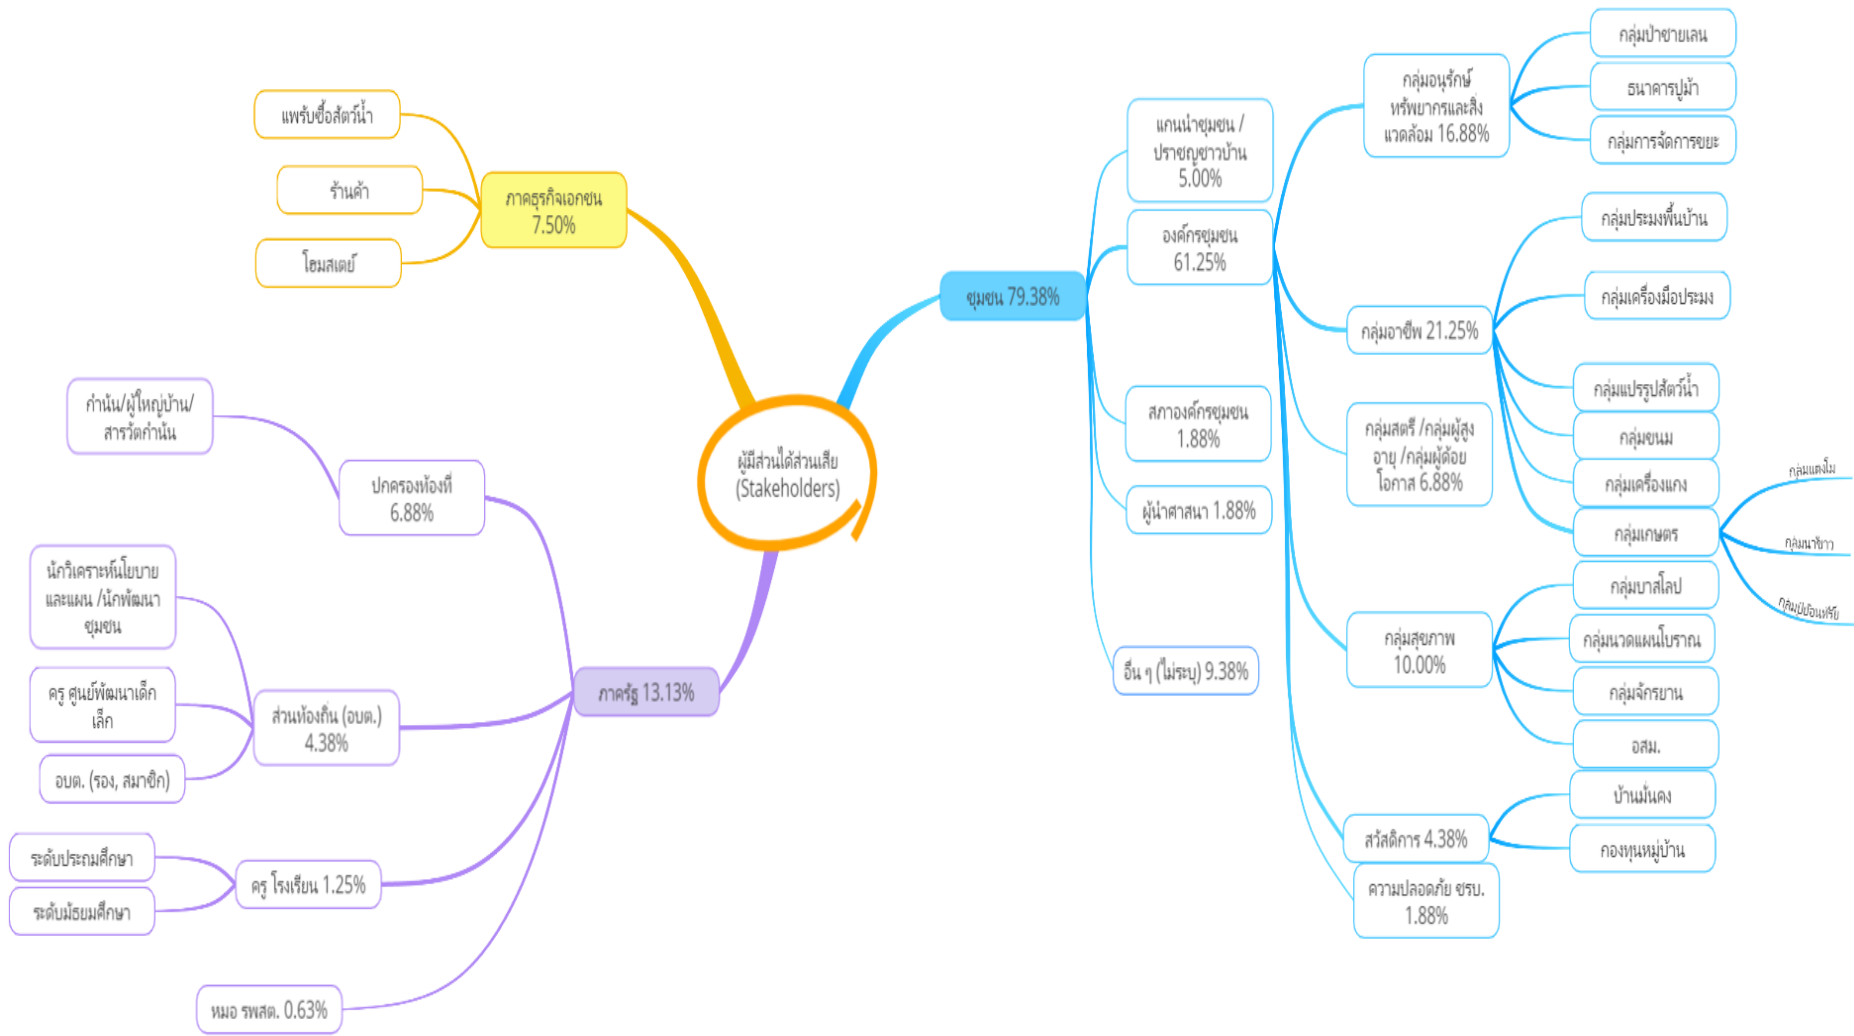 ผู้มีส่วนได้ส่วนเสีย
(Stakeholders)
ภาคธุรกิจเอกชน
7.50%
แพรับซื้อสัตว์น้ำ
ร้านค้า
โฮมสเตย์
ภาครัฐ 13.13%
ปกครองท้องที่
6.88%
กำนัน/ผู้ใหญ่บ้าน/
สารวัตกำนัน
ส่วนท้องถิ่น (อบต.)
4.38%
นักวิเคราะห์นโยบาย
และแผน /นักพัฒนา
ชุมชน
ครู ศูนย์พัฒนาเด็ก
เล็ก
อบต. (รอง, สมาชิก)
ครู โรงเรียน 1.25%
ระดับประถมศึกษา
ระดับมัธยมศึกษา
หมอ รพสต. 0.63%
ชุมชน 79.38%
แกนนำชุมชน /
ปราชญชาวบ้าน
5.00%
องค์กรชุมชน
61.25%
สภาองค์กรชุมชน
1.88%
ผู้นำศาสนา 1.88%
อื่น ๆ (ไม่ระบุ) 9.38%
กลุ่มอนุรักษ์
ทรัพยากรและสิ่ง
แวดล้อม 16.88%
กลุ่มป่าชายเลน
ธนาคารปูม้า
กลุ่มการจัดการขยะ
กลุ่มอาชีพ 21.25%
กลุ่มประมงพื้นบ้าน
กลุ่มเครื่องมือประมง
กลุ่มแปรรูปสัตว์น้ำ
กลุ่มขนม
กลุ่มเครื่องแกง
กลุ่มเกษตร
กลุ่มแตงโม
กลุ่มนาข้าว
กลุ่มสตรี /กลุ่มผู้สูง
อายุ /กลุ่มผู้ด้อย
โอกาส 6.88%
กลุ่มสุขภาพ
10.00%
กลุ่มบาสโลป
กลุ่มนวดแผนโบราณ
กลุ่มจักรยาน
อสม.
สวัสดิการ 4.38%
บ้านมั่นคง
กองทุนหมู่บ้าน
ความปลอดภัย ชรบ.
1.88%